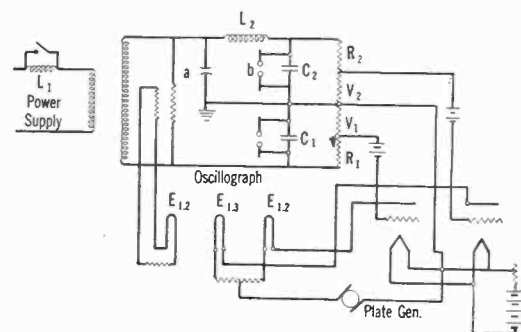 L2
R2
a
b
C2
L1
Power
Supply
V2
V1
C1
R1
Oscillograph
E1.2
E1.3
E1.2
Plate Gen.